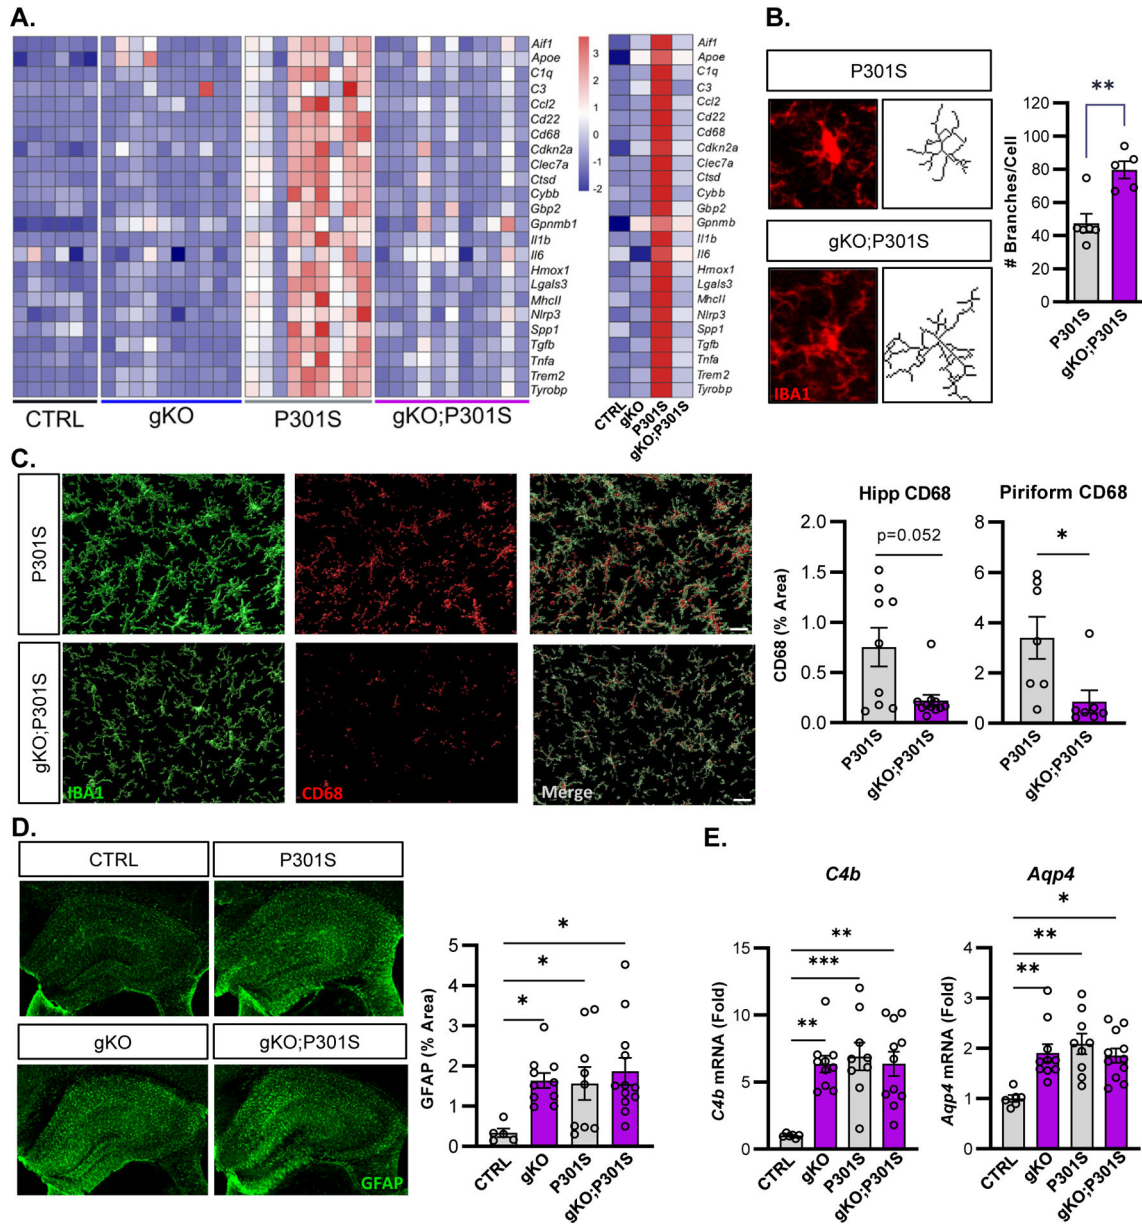 A.
Aif1
Apoe
C1q
C3
Ccl2
Cd22
Cd68
Cdkn2a
Clec7a
Ctsd
Cybb
Gbp2
Gpnmb1
Il1b
Il6
Hmox1
Lgals3
MhcII
Nlrp3
Spp1
Tgfb
Tnfa
Trem2
Tyrobp
CTRL
gKO
P301S
gKO;P301S
3
2
1
0
-1
-2
Aif1
Apoe
C1q
C3
Ccl2
Cd22
Cd68
Cdkn2a
Clec7a
Ctsd
Cybb
Gbp2
Gpnmb
Il1b
Il6
Hmox1
Lgals3
MhcII
Nlrp3
Spp1
Tgfb
Tnfa
Trem2
Tyrobp
CTRL
gKO
P301S
gKO;P301S
B.
P301S
gKO;P301S
IBA1
# Branches/Cell
120
100
80
60
40
20
0
**
P301S
gKO;P301S
C.
P301S
gKO;P301S
IBA1
CD68
Merge
Hipp CD68
CD68 (% Area)
2.0
1.5
1.0
0.5
0.0
p=0.052
P301S
gKO;P301S
Piriform CD68
8
6
4
2
0
*
P301S
gKO;P301S
D.
CTRL
P301S
gKO
gKO;P301S
GFAP
GFAP (% Area)
5
4
3
2
1
0
*
*
*
CTRL
gKO
P301S
gKO;P301S
E.
C4b
C4b mRNA (Fold)
15
10
5
0
**
***
**
CTRL
gKO
P301S
gKO;P301S
Aqp4
Aqp4 mRNA (Fold)
4
3
2
1
0
*
**
**
CTRL
gKO
P301S
gKO;P301S